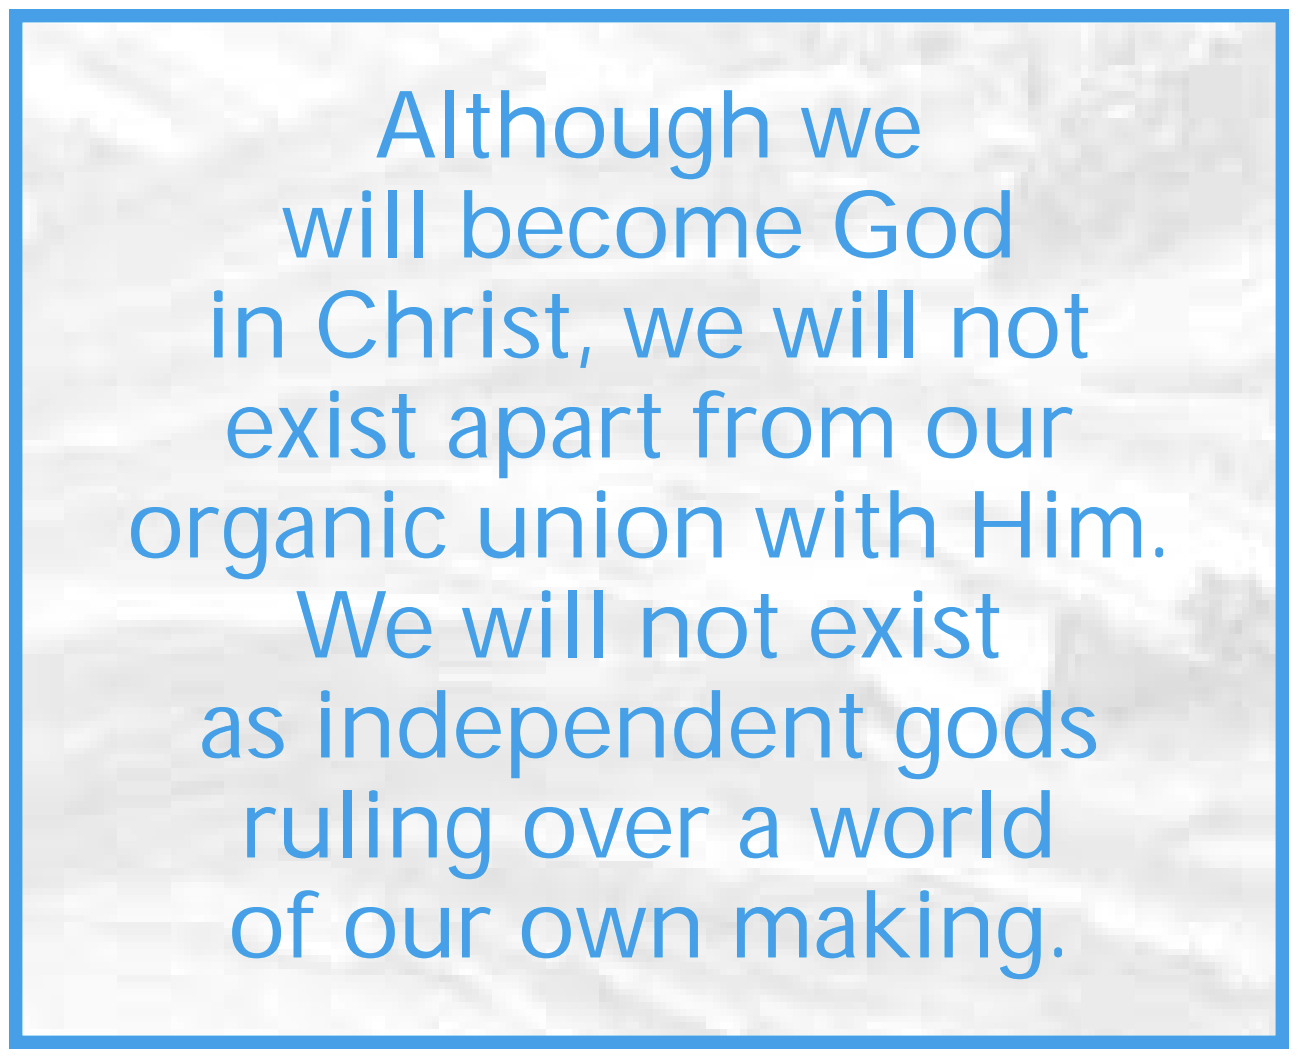 Although we
will become God
in Christ, we will not
exist apart from our
organic union with Him.
We will not exist
as independent gods
ruling over a world
of our own making.